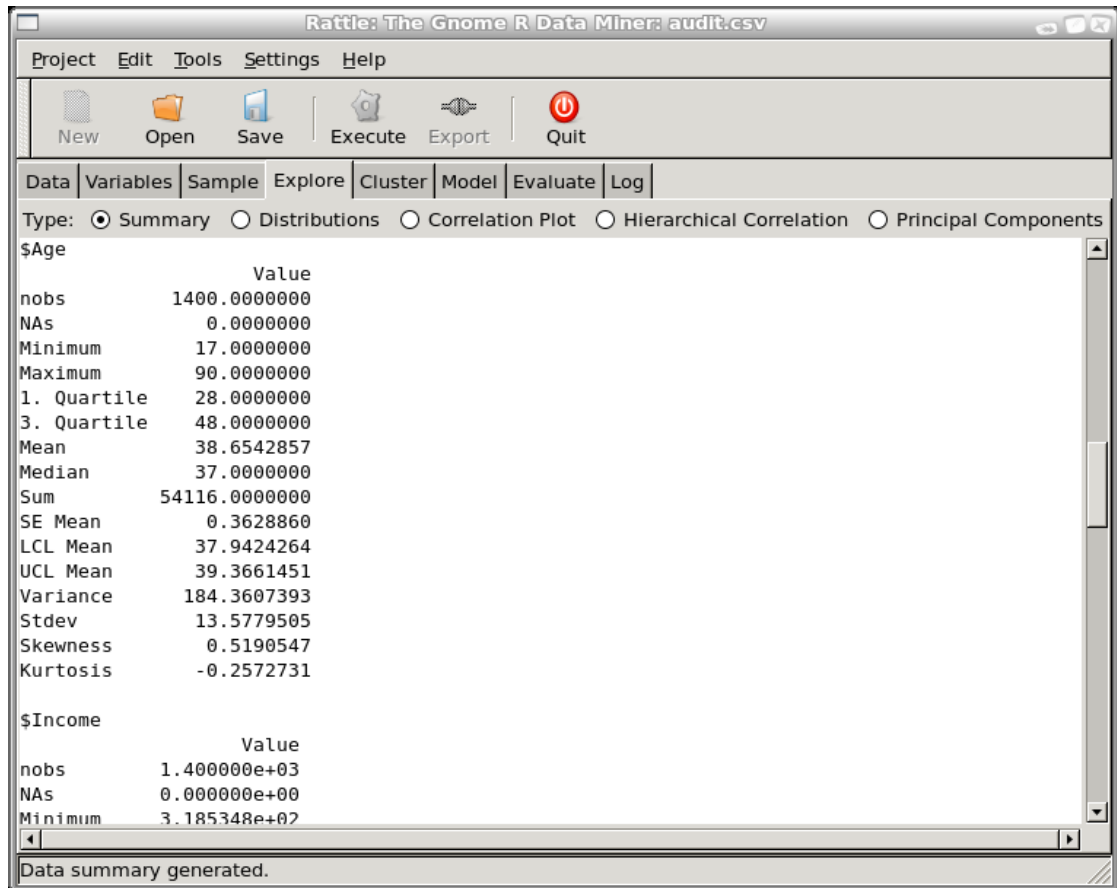 Rattle: The Gnome R Data Miner: audit.csv
Project Edit Tools Settings Help
New Open Save Execute Export Quit
Data Variables Sample Explore Cluster Model Evaluate Log
Type: Summary Distributions Correlation Plot Hierarchical Correlation Principal Components
$Age
Value
nobs 1400.0000000
NAs 0.0000000
Minimum 17.0000000
Maximum 90.0000000
1. Quartile 28.0000000
3. Quartile 48.0000000
Mean 38.6542857
Median 37.0000000
Sum 54116.0000000
SE Mean 0.3628860
LCL Mean 37.9424264
UCL Mean 39.3661451
Variance 184.3607393
Stdev 13.5779505
Skewness 0.5190547
Kurtosis -0.2572731
$Income
Value
nobs 1.400000e+03
NAs 0.000000e+00
Minimum 3.185348e+02
Data summary generated.